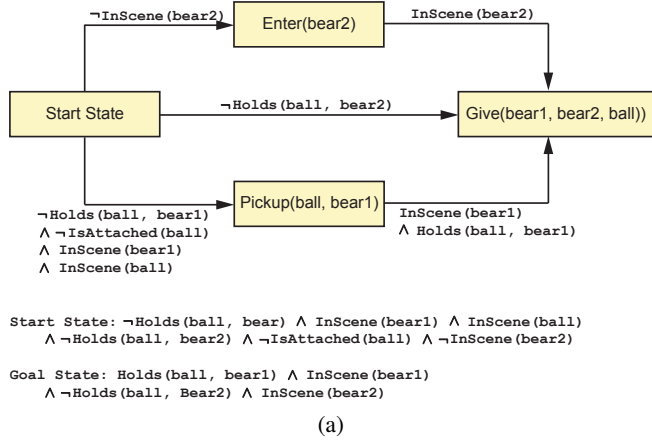 ¬InScene(bear2)
Enter(bear2)
InScene(bear2)
Start State
¬Holds(ball, bear2)
Give(bear1, bear2, ball))
Pickup(ball, bear1)
¬Holds(ball, bear1)
∧ ¬IsAttached(ball)
∧ InScene(bear1)
∧ InScene(ball)
InScene(bear1)
∧ Holds(ball, bear1)
Start State: ¬Holds(ball, bear) ∧ InScene(bear1) ∧ InScene(ball)
∧ ¬Holds(ball, bear2) ∧ ¬IsAttached(ball) ∧ ¬InScene(bear2)
Goal State: Holds(ball, bear1) ∧ InScene(bear1)
∧ ¬Holds(ball, Bear2) ∧ InScene(bear2)
(a)